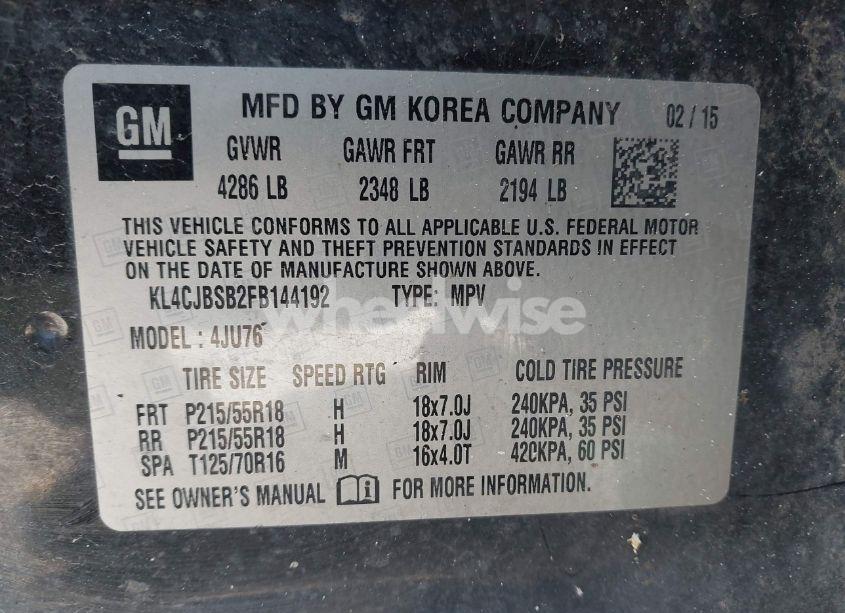 GM MFD BY GM KOREA COMPANY 02 / 15
GVWR GAWR FRT GAWR RR
4286 LB 2348 LB 2194 LB
THIS VEHICLE CONFORMS TO ALL APPLICABLE U.S. FEDERAL MOTOR
VEHICLE SAFETY AND THEFT PREVENTION STANDARDS IN EFFECT
ON THE DATE OF MANUFACTURE SHOWN ABOVE.
KL4CJBSB2FB144192 TYPE: MPV
wheelwise
MODEL : 4JU76
TIRE SIZE SPEED RTG RIM COLD TIRE PRESSURE
FRT P215/55R18 H 18x7.0J 240KPA, 35 PSI
RR P215/55R18 H 18x7.0J 240KPA, 35 PSI
SPA T125/70R16 M 16x4.0T 420KPA, 60 PSI
SEE OWNER'S MANUAL i FOR MORE INFORMATION.